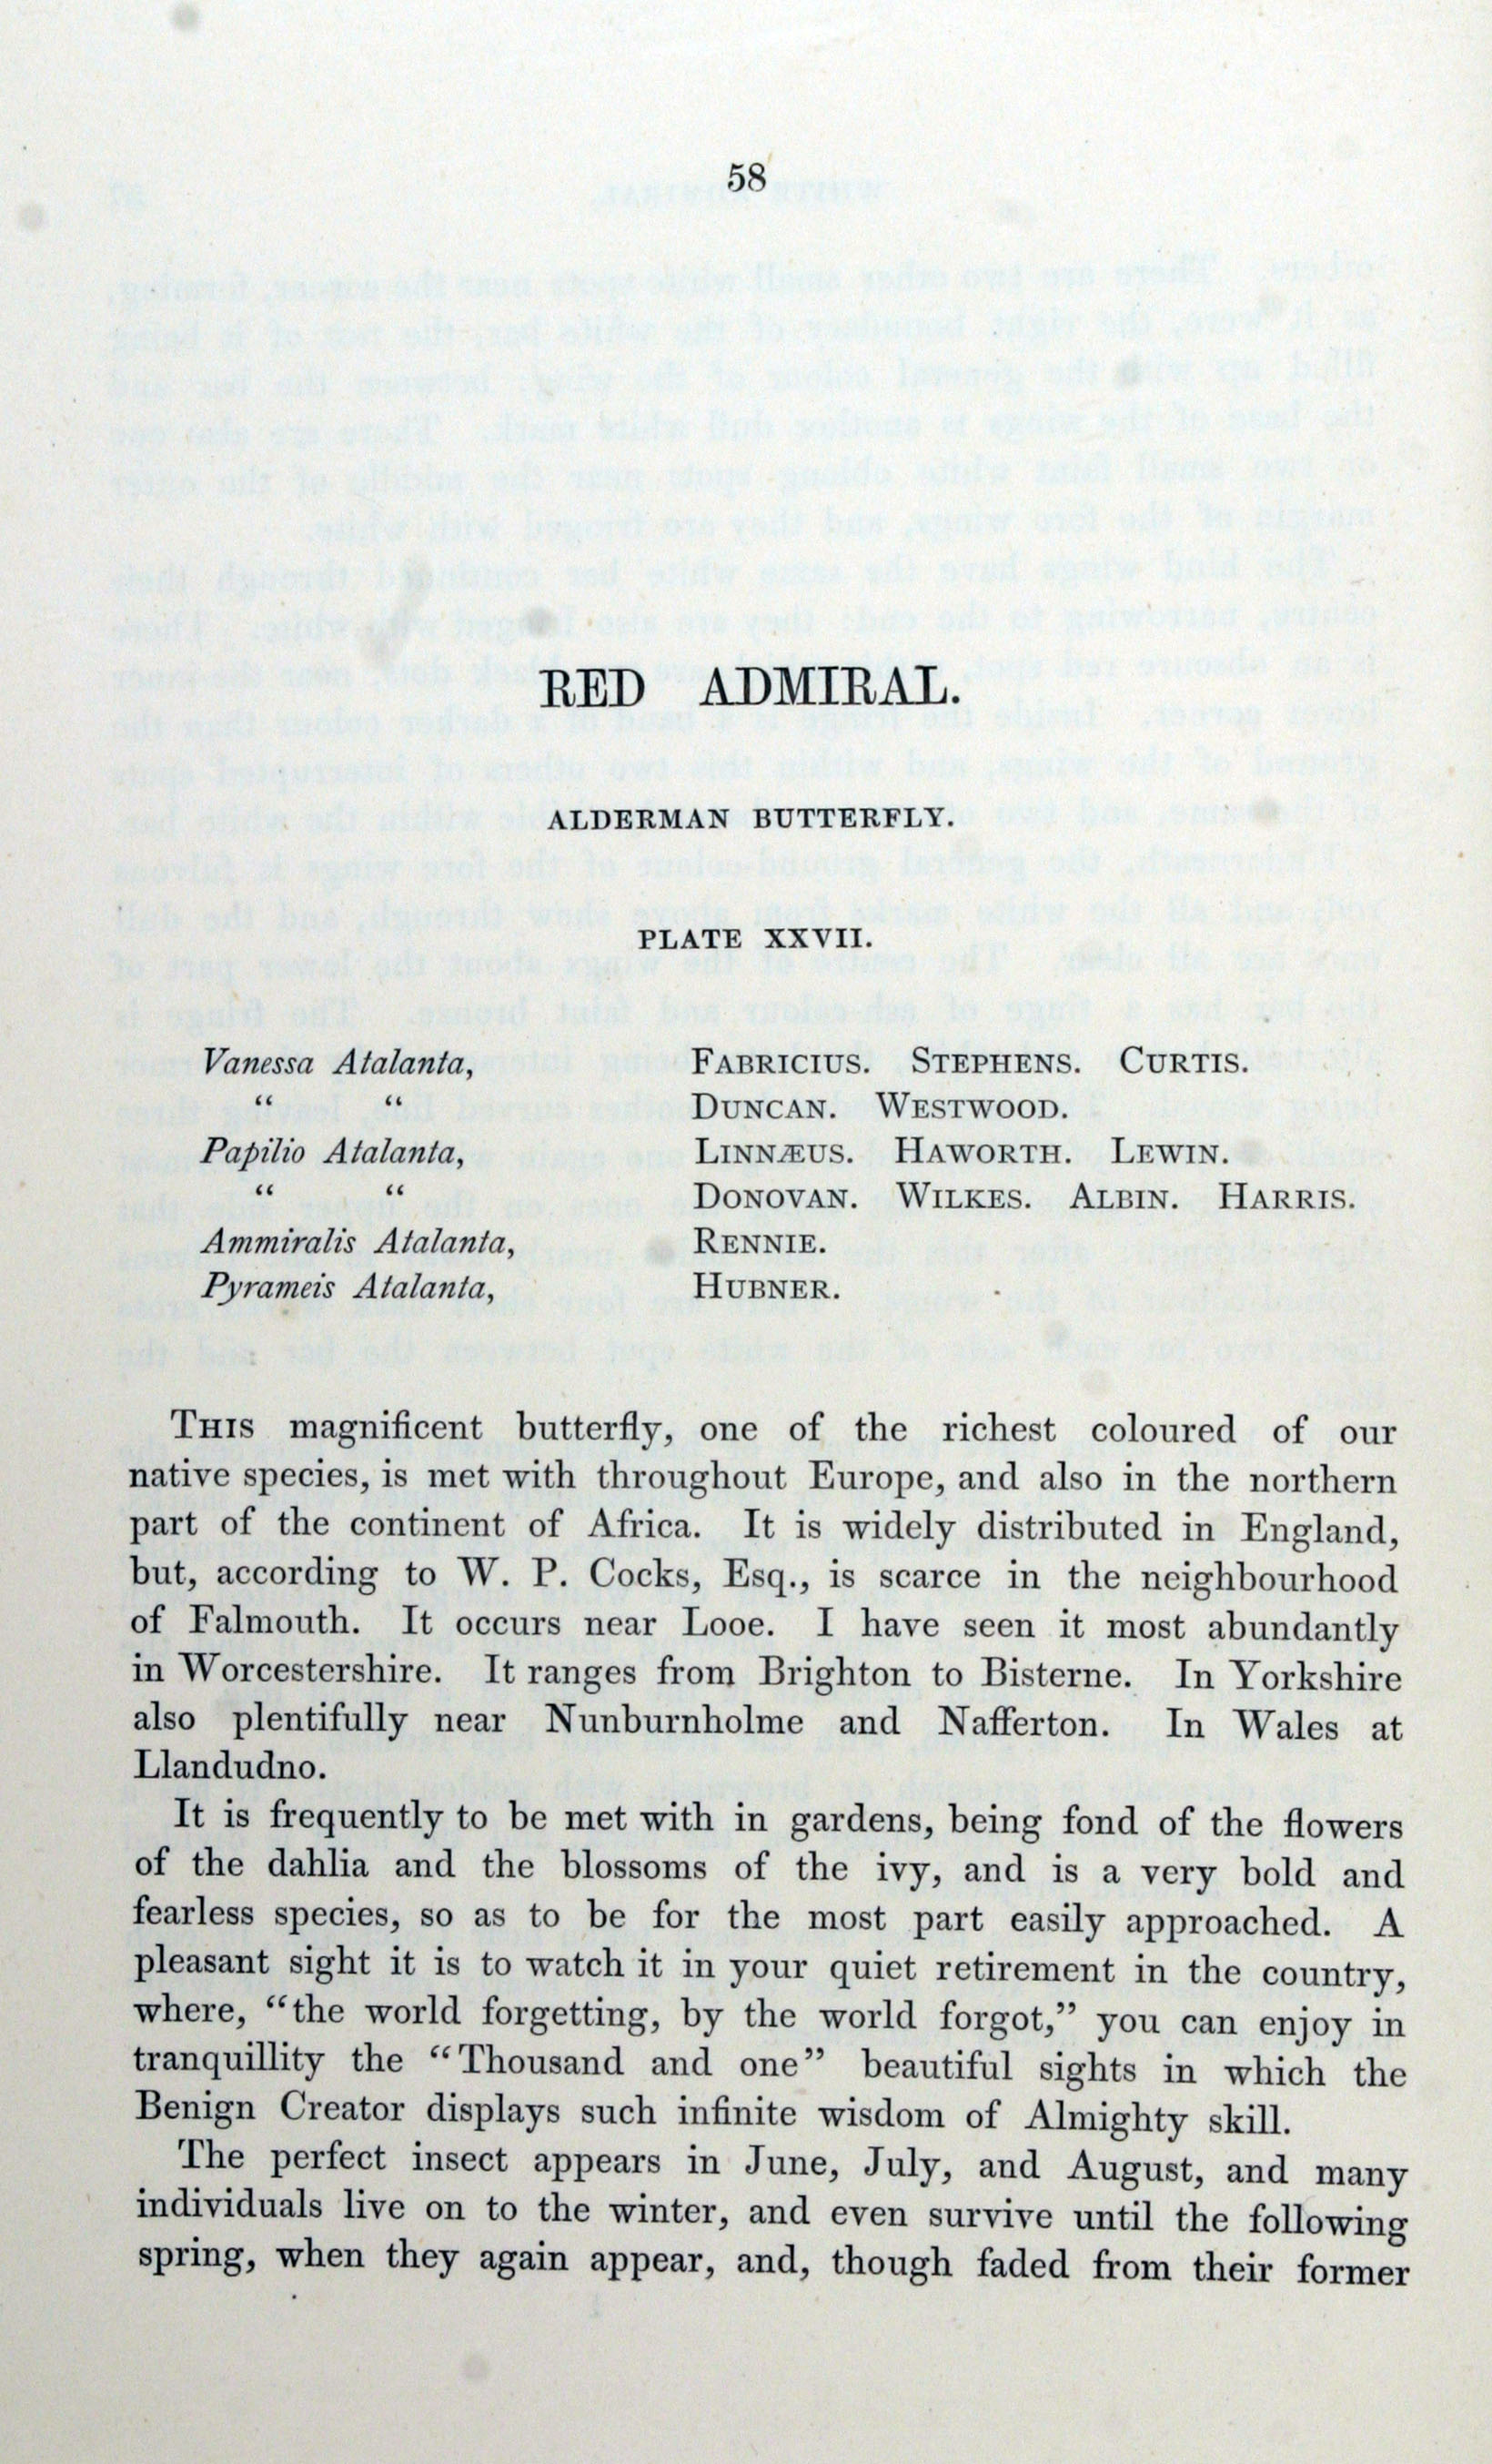 58
RED ADMIRAL.
ALDERMAN BUTTERFLY.
PLATE XXVII.
Vanessa Atalanta, FABRICIUS. STEPHENS. CURTIS.
“ “ DUNCAN. WESTWOOD.
Papilio Atalanta, LINNÆUS. HAWORTH. LEWIN.
“ “ DONOVAN. WILKES. ALBIN. HARRIS.
Ammiralis Atalanta, RENNIE.
Pyrameis Atalanta, HUBNER.
THIS magnificent butterfly, one of the richest coloured of our
native species, is met with throughout Europe, and also in the northern
part of the continent of Africa. It is widely distributed in England,
but, according to W. P. Cocks, Esq., is scarce in the neighbourhood
of Falmouth. It occurs near Looe. I have seen it most abundantly
in Worcestershire. It ranges from Brighton to Bisterne. In Yorkshire
also plentifully near Nunburnholme and Nafferton. In Wales at
Llandudno.
It is frequently to be met with in gardens, being fond of the flowers
of the dahlia and the blossoms of the ivy, and is a very bold and
fearless species, so as to be for the most part easily approached. A
pleasant sight it is to watch it in your quiet retirement in the country,
where, “the world forgetting, by the world forgot,” you can enjoy in
tranquillity the “Thousand and one” beautiful sights in which the
Benign Creator displays such infinite wisdom of Almighty skill.
The perfect insect appears in June, July, and August, and many
individuals live on to the winter, and even survive until the following
spring, when they again appear, and, though faded from their former